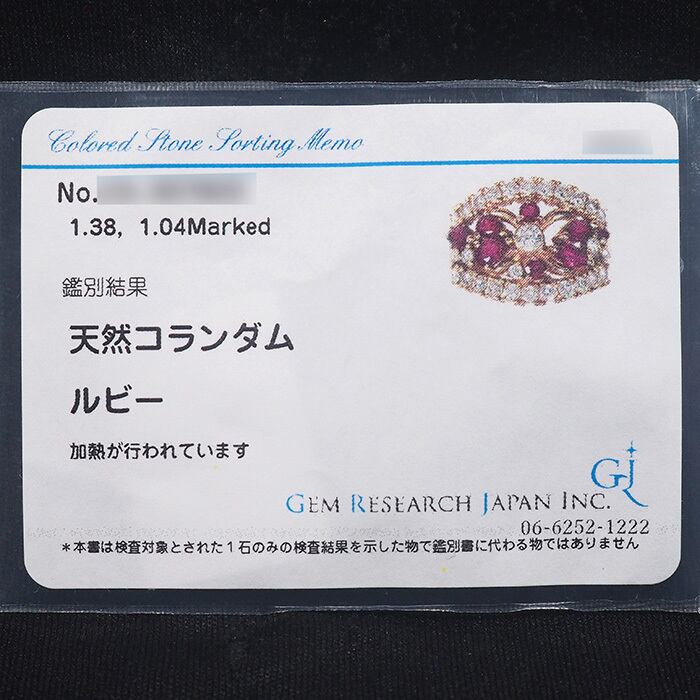 Colored Stone Sorting Memo
No.
1.38, 1.04Marked
鑑別結果
天然コランダム
ルビー
加熱が行われています
GJ
GEM RESEARCH JAPAN INC.
06-6252-1222
*本書は検査対象とされた1石のみの検査結果を示した物で鑑別書に代わる物ではありません